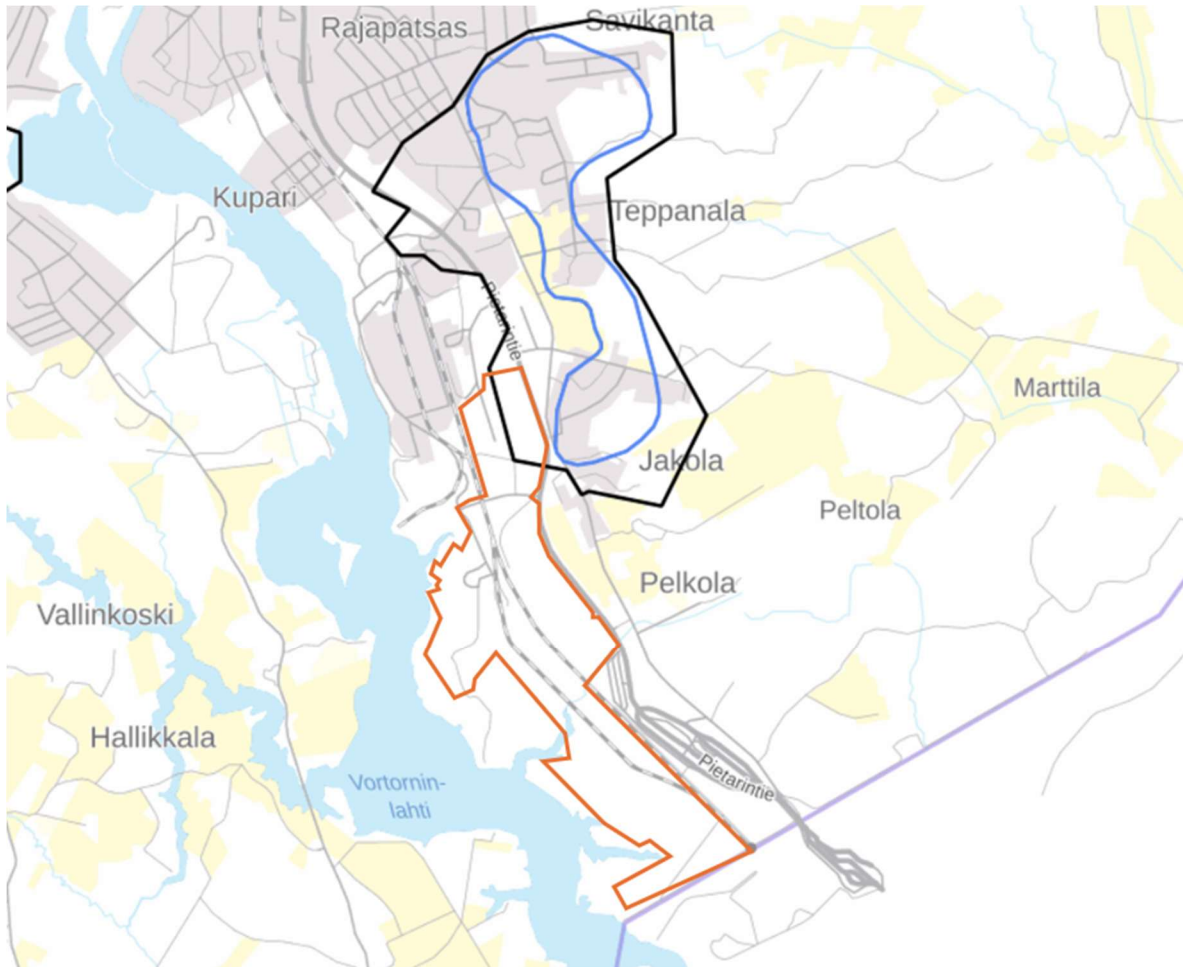 Savikanta
Rajapatsas
Kupari
Teppanala
Pietarintie
Marttila
Jakola
Peltola
Pelkola
Vallinkoski
Hallikkala
Pietarintie
Vortornin-
lahti